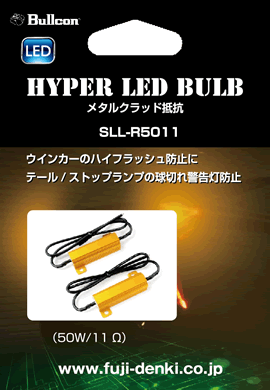 Bullcon
LED
HYPER LED BULB
メタルクラッド抵抗
SLL-R5011
ウインカーのハイフラッシュ防止に
テール/ストップランプの球切れ警告灯防止
(50W/11 Ω)
www.fuji-denki.co.jp